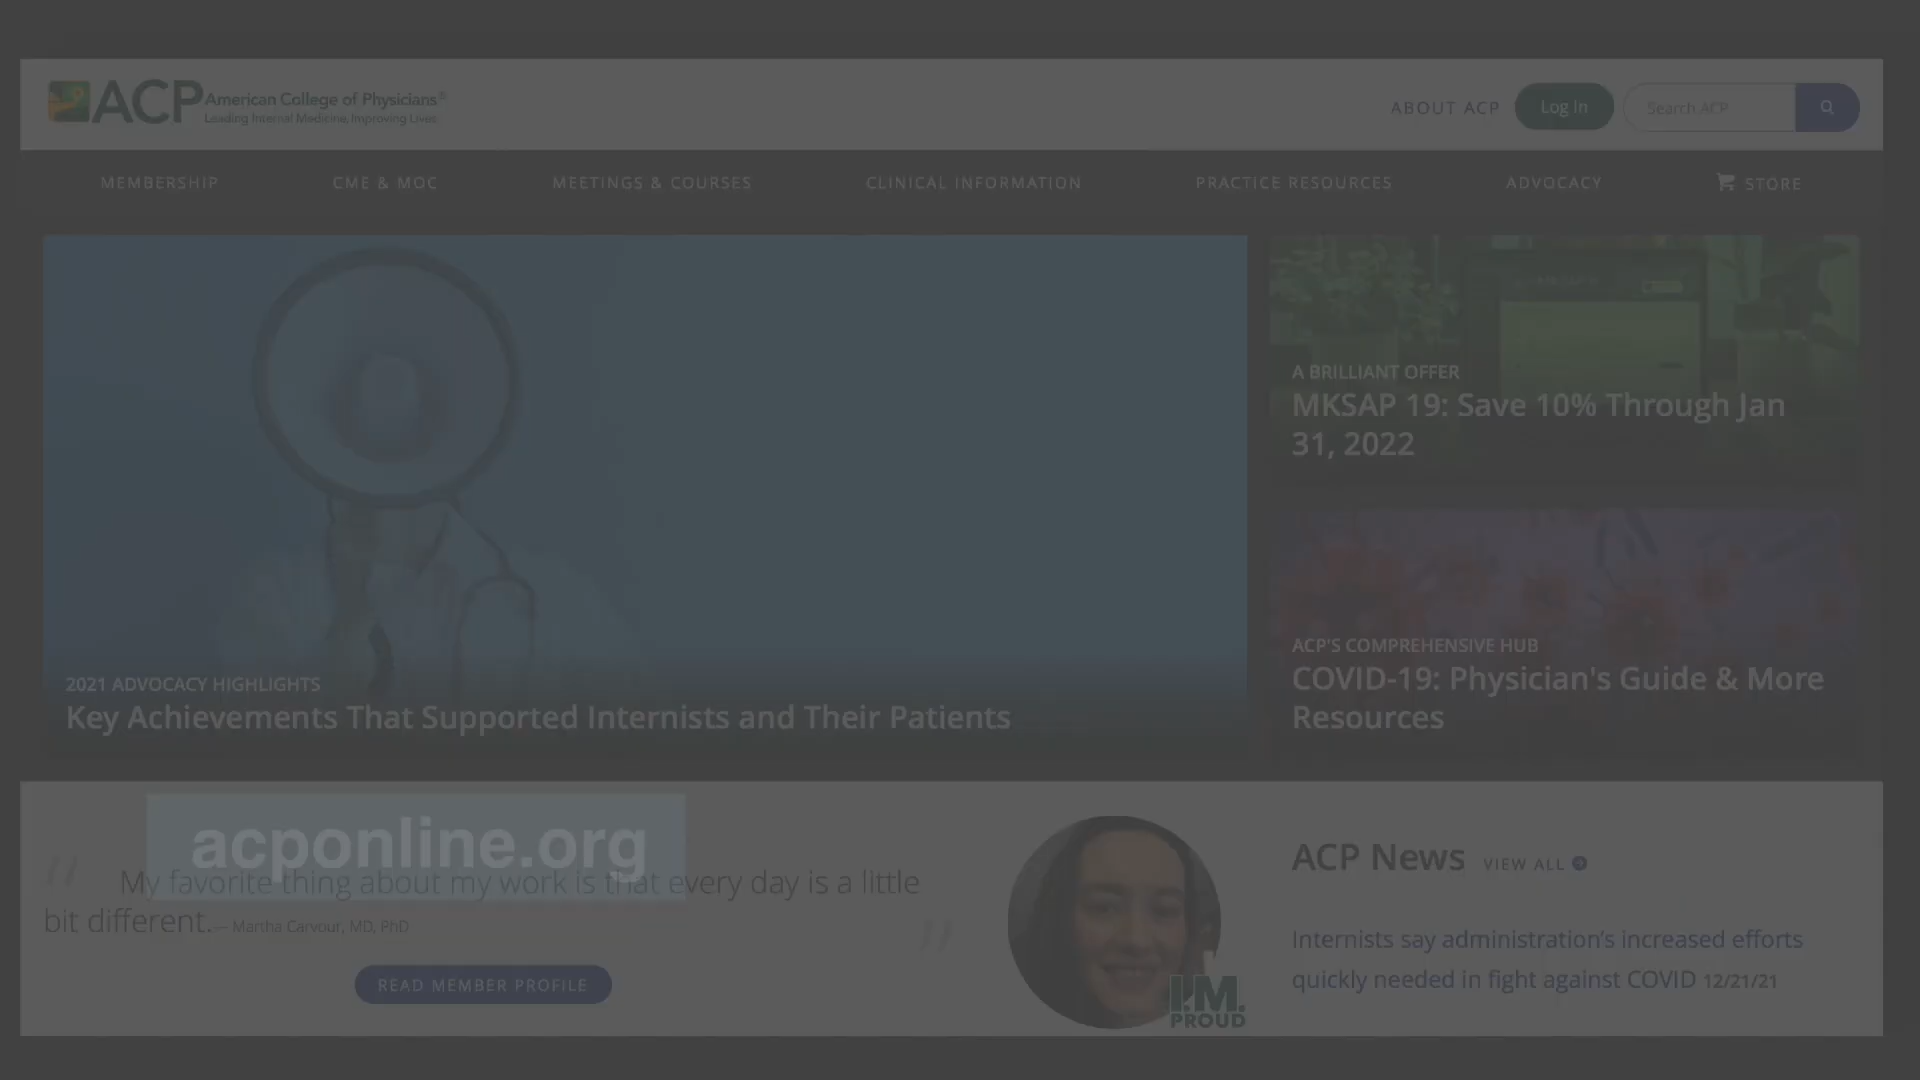 ACP American College of Physicians®
Leading Internal Medicine, Improving Lives
ABOUT ACP
Log In
Search ACP
MEMBERSHIP
CME & MOC
MEETINGS & COURSES
CLINICAL INFORMATION
PRACTICE RESOURCES
ADVOCACY
STORE
2021 ADVOCACY HIGHLIGHTS
Key Achievements That Supported Internists and Their Patients
A BRILLIANT OFFER
MKSAP 19: Save 10% Through Jan
31, 2022
ACP'S COMPREHENSIVE HUB
COVID-19: Physician's Guide & More
Resources
acponline.org
" My favorite thing about my work is that every day is a little
bit different. — Martha Carvour, MD, PhD "
READ MEMBER PROFILE
I.M.
PROUD
ACP News VIEW ALL
Internists say administration's increased efforts
quickly needed in fight against COVID 12/21/21